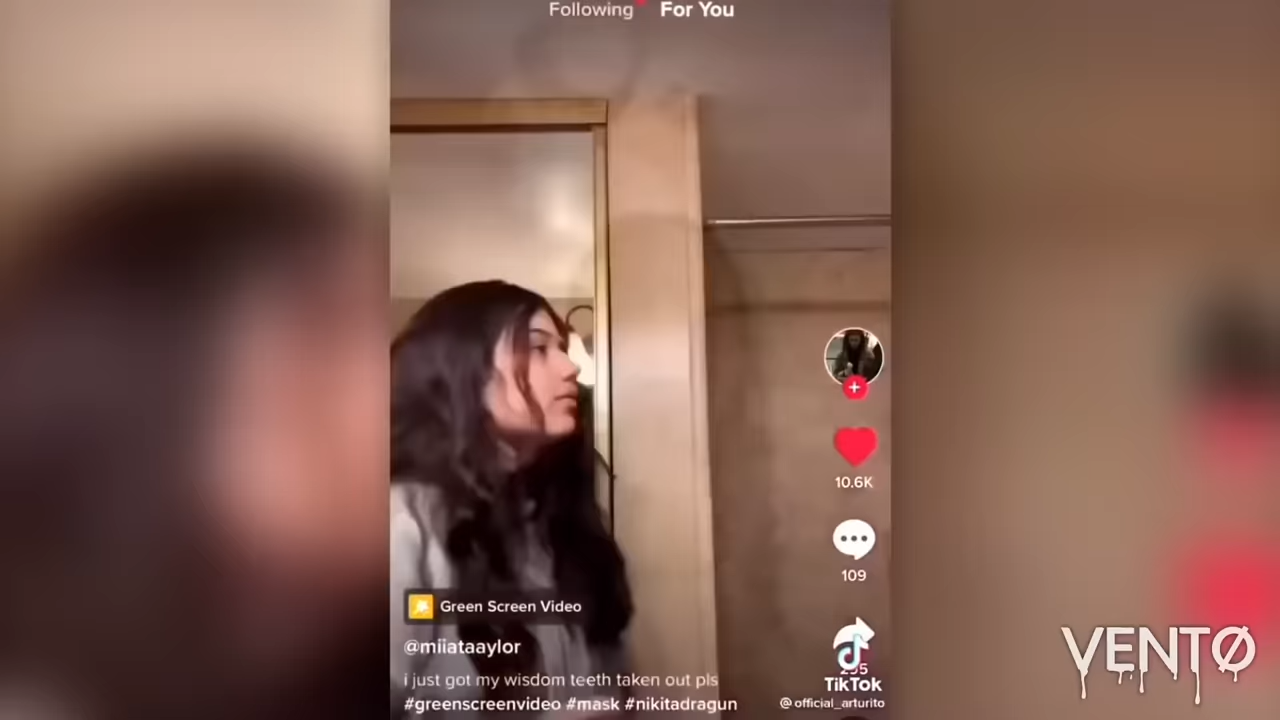 Following For You
10.6K
109
Green Screen Video
@miiataaylor
i just got my wisdom teeth taken out pls
#greenscreenvideo #mask #nikitadragun
TikTok
@official_arturito
VENTØ